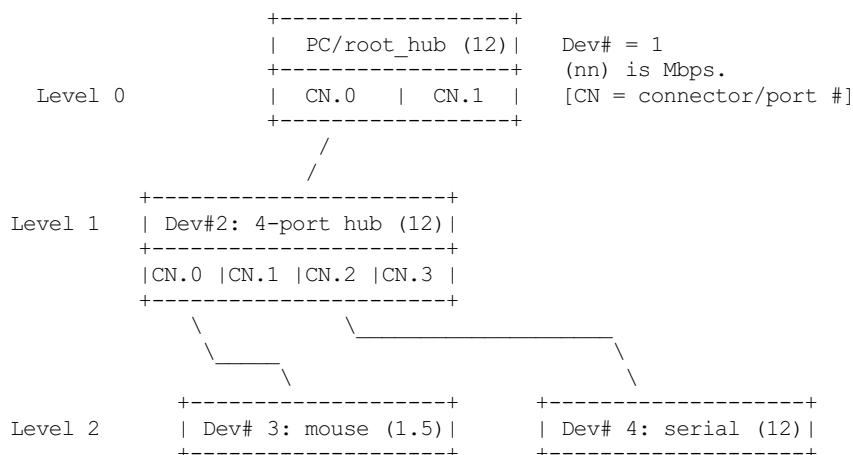 PC/root_hub (12) Dev# = 1
(nn) is Mbps.
Level 0 CN.0 CN.1 [CN = connector/port #]
Level 1 Dev#2: 4-port hub (12)
CN.0 CN.1 CN.2 CN.3
Level 2 Dev# 3: mouse (1.5) Dev# 4: serial (12)